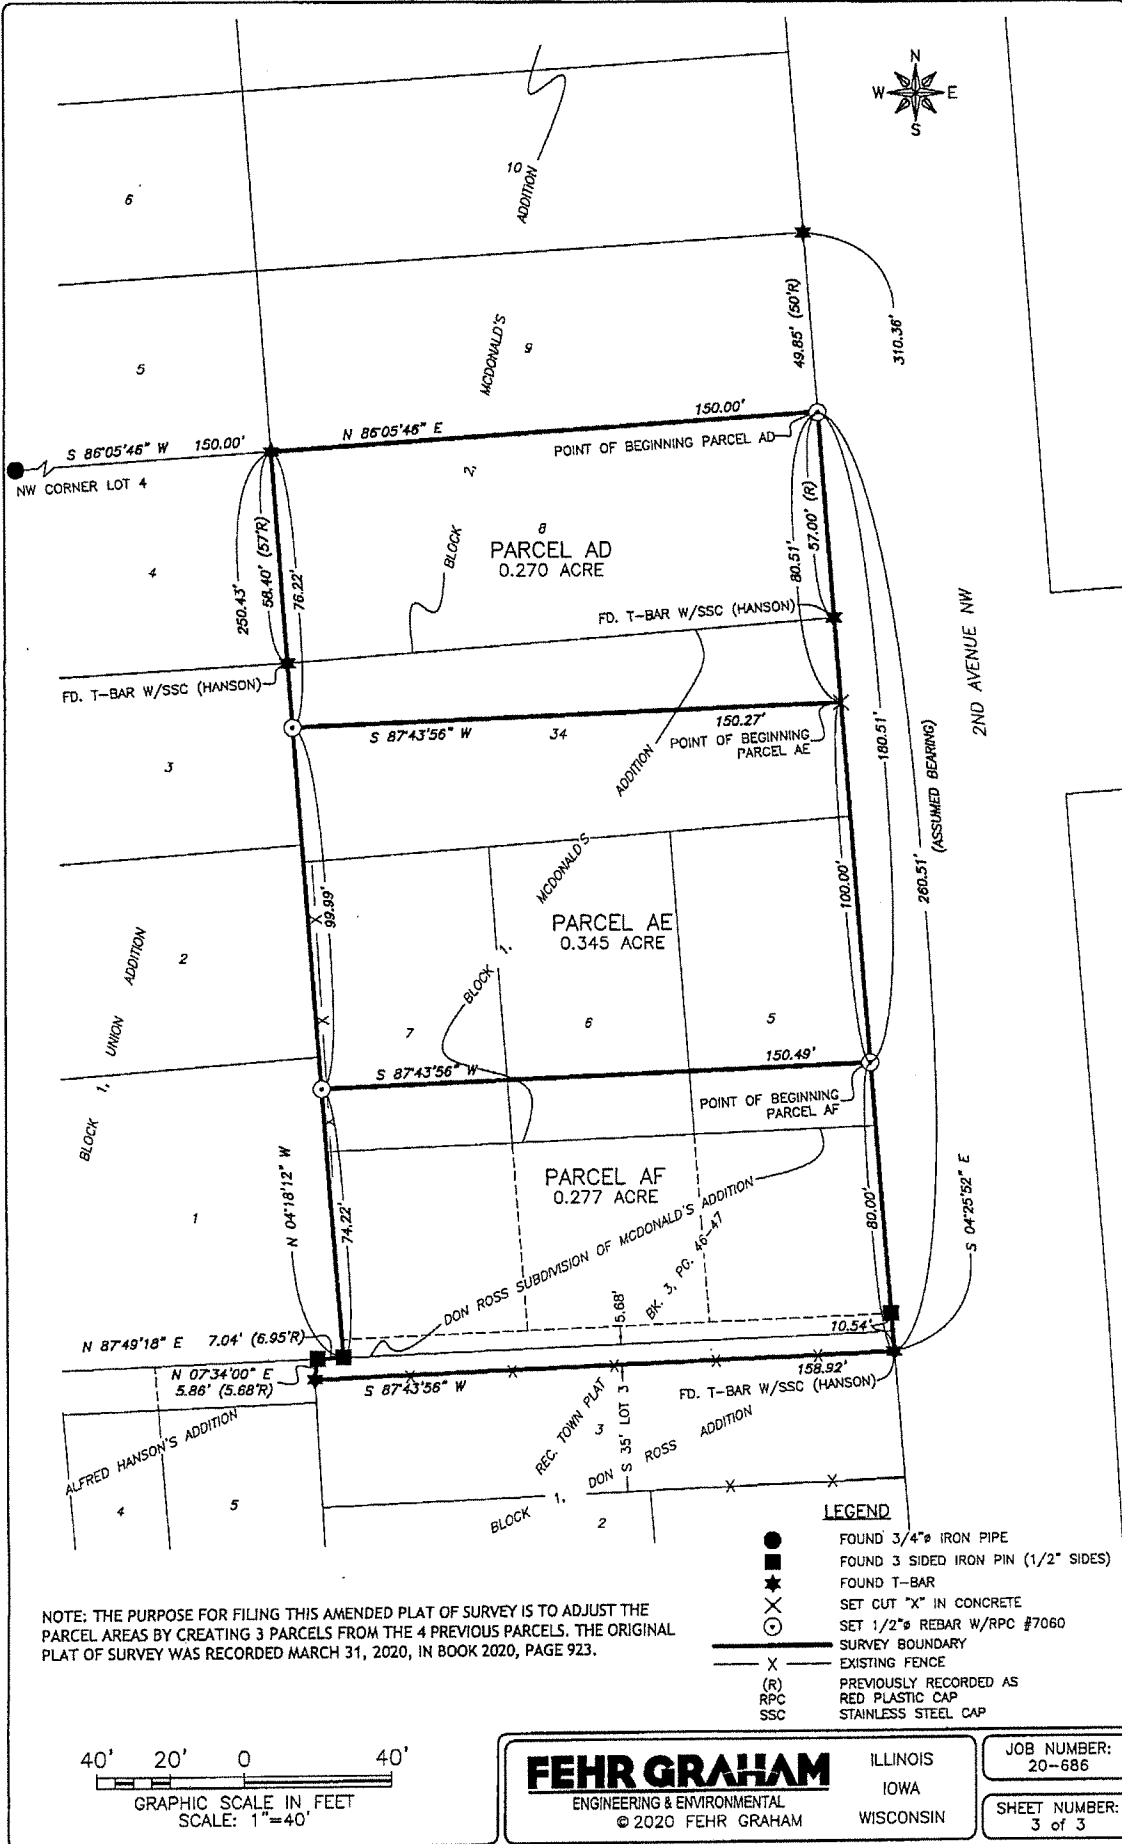 N
W E
S
10
ADDITION
6
49.85' (50'R)
310.36'
MCDONALD'S
9
5
N 86°05'46" E
150.00'
S 86°05'46" W 150.00'
POINT OF BEGINNING PARCEL AD
NW CORNER LOT 4
2,
8
PARCEL AD
0.270 ACRE
BLOCK
4
250.43'
58.40' (57'R)
76.22'
80.51'
57.00' (R)
FD. T-BAR W/SSC (HANSON)
FD. T-BAR W/SSC (HANSON)
2ND AVENUE NW
S 87°43'56" W
34
150.27'
POINT OF BEGINNING
PARCEL AE
ADDITION
3
180.51'
260.51'
(ASSUMED BEARING)
MCDONALD'S
99.99'
100.00'
PARCEL AE
0.345 ACRE
BLOCK 1,
2
BLOCK 1, UNION ADDITION
7
6
5
S 87°43'56" W
150.49'
POINT OF BEGINNING
PARCEL AF
PARCEL AF
0.277 ACRE
1
N 04°18'12" W
74.22'
80.00'
S 04°25'52" E
DON ROSS SUBDIVISION OF MCDONALD'S ADDITION
BK. 3, PG. 46-47
5.68'
10.54'
N 87°49'18" E 7.04' (6.95'R)
N 07°34'00" E
5.86' (5.68'R)
S 87°43'56" W
158.92'
FD. T-BAR W/SSC (HANSON)
REC. TOWN PLAT
3
S 35' LOT 3
ALFRED HANSON'S ADDITION
4
5
BLOCK 1, DON ROSS ADDITION
2
LEGEND
FOUND 3/4"ø IRON PIPE
FOUND 3 SIDED IRON PIN (1/2" SIDES)
FOUND T-BAR
SET CUT "X" IN CONCRETE
SET 1/2"ø REBAR W/RPC #7060
SURVEY BOUNDARY
X EXISTING FENCE
(R) PREVIOUSLY RECORDED AS
RPC RED PLASTIC CAP
SSC STAINLESS STEEL CAP
NOTE: THE PURPOSE FOR FILING THIS AMENDED PLAT OF SURVEY IS TO ADJUST THE
PARCEL AREAS BY CREATING 3 PARCELS FROM THE 4 PREVIOUS PARCELS. THE ORIGINAL
PLAT OF SURVEY WAS RECORDED MARCH 31, 2020, IN BOOK 2020, PAGE 923.
40' 20' 0 40'
GRAPHIC SCALE IN FEET
SCALE: 1"=40'
FEHR GRAHAM
ENGINEERING & ENVIRONMENTAL
© 2020 FEHR GRAHAM
ILLINOIS
IOWA
WISCONSIN
JOB NUMBER:
20-686
SHEET NUMBER:
3 of 3